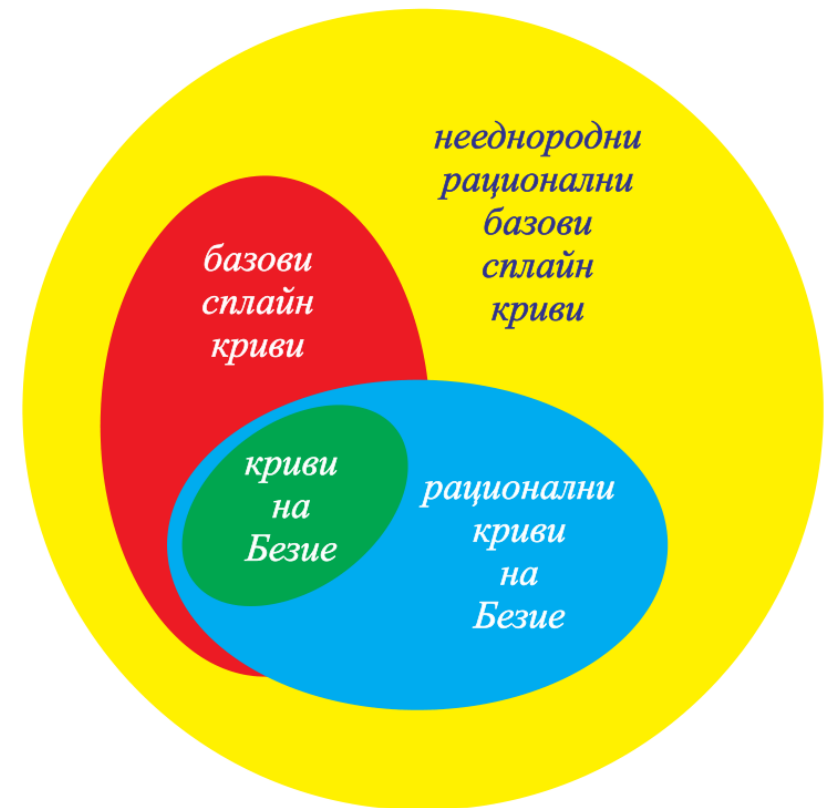 нееднородни
рационални
базови
сплайн
криви
базови
сплайн
криви
криви
на
Безие
рационални
криви
на
Безие